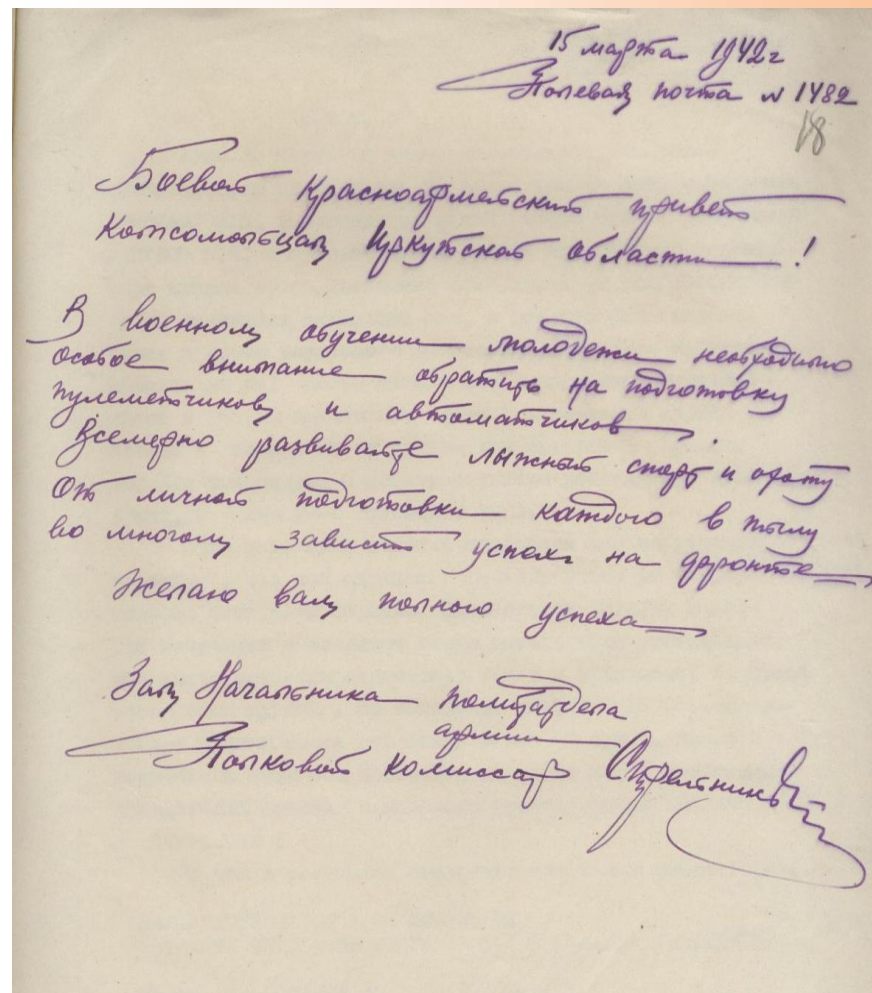 15 марта 1942 г
Полевая почта № 1482
18
Боевой Красноармейский привет
Комсомольцам Иркутской области!
В военном обучении молодежи необходимо
особое внимание обратить на подготовку
пулеметчиков и автоматчиков.
Всемерно развивайте лыжный спорт и охоту
От личной подготовки каждого в тылу
во многом зависит успех на фронте
Желаю вам полного успеха
Зам Начальника политотдела
армии
Полковой комиссар Стрельников